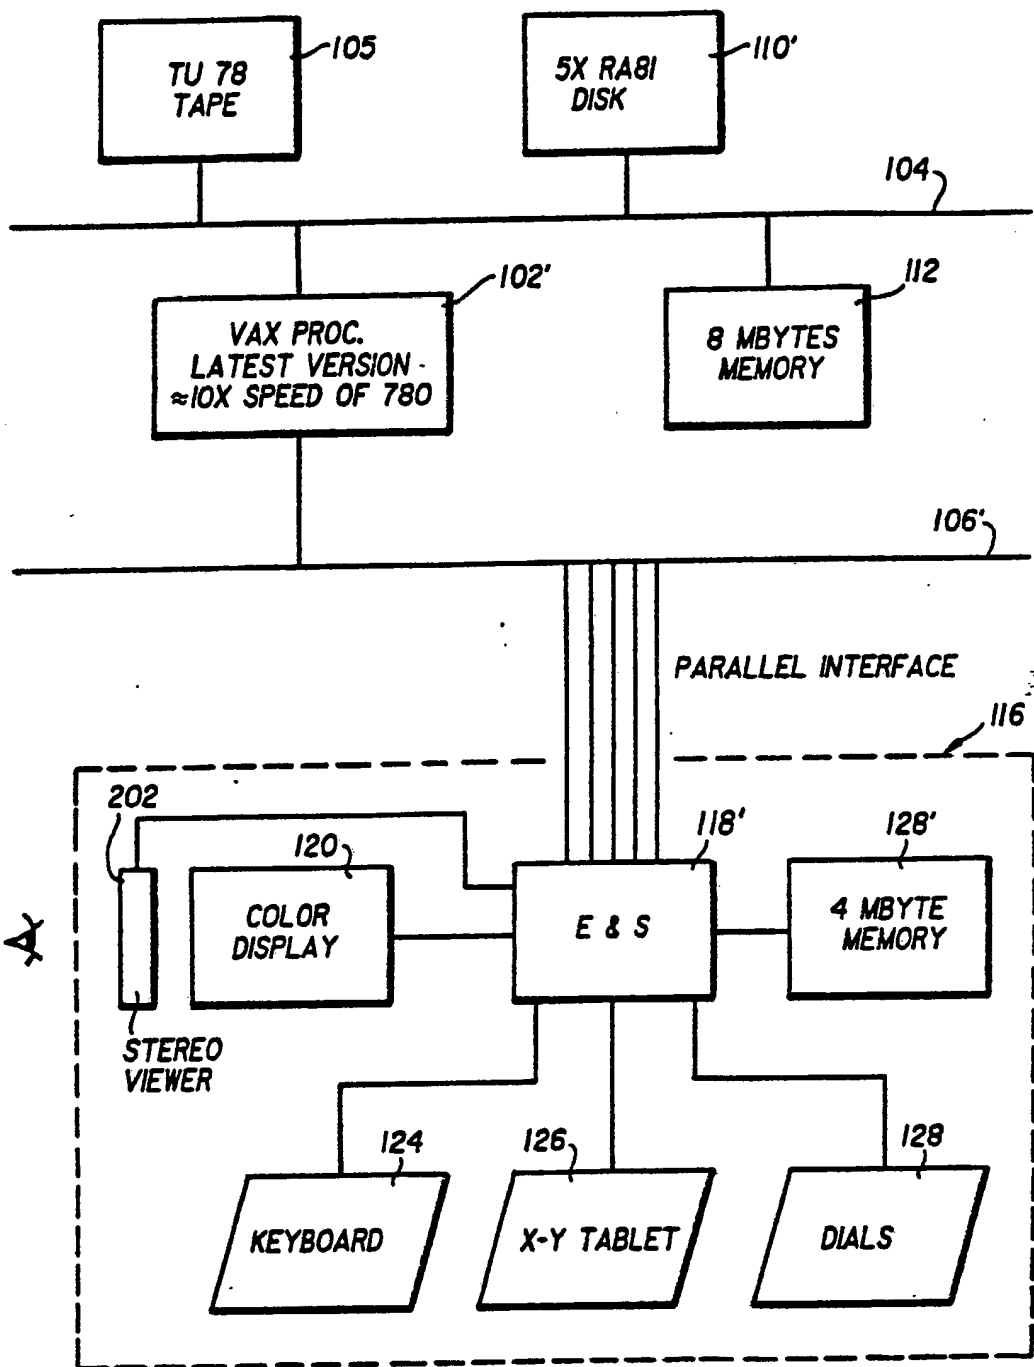 105
TU 78
TAPE
110'
5X RA81
DISK
104
102'
VAX PROC.
LATEST VERSION
≈10X SPEED OF 780
112
8 MBYTES
MEMORY
106'
PARALLEL INTERFACE
116
202
120
COLOR
DISPLAY
118'
E & S
128'
4 MBYTE
MEMORY
STEREO
VIEWER
124
KEYBOARD
126
X-Y TABLET
128
DIALS